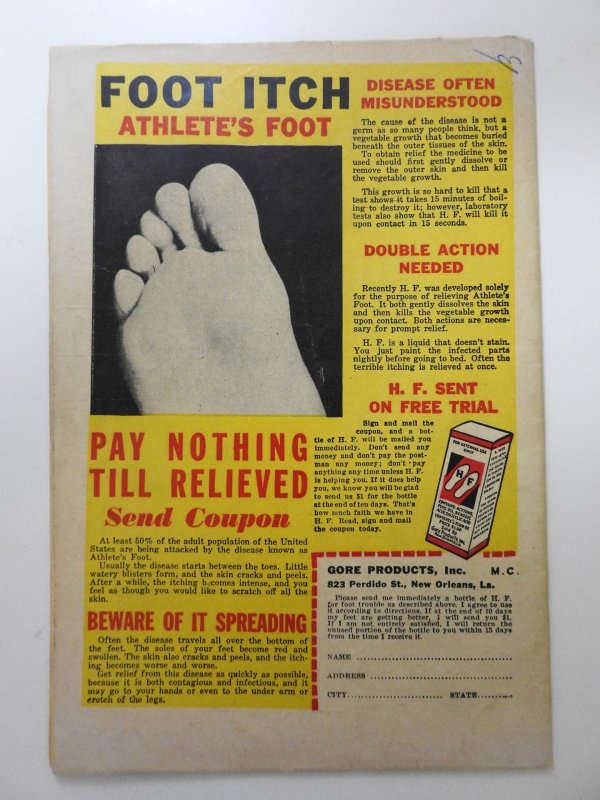 FOOT ITCH
ATHLETE'S FOOT
PAY NOTHING
TILL RELIEVED
Send Coupon
At least 50% of the adult population of the United
States are being attacked by the disease known as
Athlete's Foot.
Usually the disease starts between the toes. Little
watery blisters form, and the skin cracks and peels.
After a while, the itching becomes intense, and you
feel as though you would like to scratch off all the
skin.
BEWARE OF IT SPREADING
Often the disease travels all over the bottom of
the feet. The soles of your feet become red and
swollen. The skin also cracks and peels, and the itch-
ing becomes worse and worse.
Get relief from this disease as quickly as possible,
because it is both contagious and infectious, and it
may go to your hands or even to the under arm or
crotch of the legs.
DISEASE OFTEN
MISUNDERSTOOD
The cause of the disease is not a
germ as so many people think, but a
vegetable growth that becomes buried
beneath the outer tissues of the skin.
To obtain relief the medicine to be
used should first gently dissolve or
remove the outer skin and then kill
the vegetable growth.
This growth is so hard to kill that a
test shows it takes 15 minutes of boil-
ing to destroy it; however, laboratory
tests also show that H. F. will kill it
upon contact in 15 seconds.
DOUBLE ACTION
NEEDED
Recently H. F. was developed solely
for the purpose of relieving Athlete's
Foot. It both gently dissolves the skin
and then kills the vegetable growth
upon contact. Both actions are neces-
sary for prompt relief.
H. F. is a liquid that doesn't stain.
You just paint the infected parts
nightly before going to bed. Often the
terrible itching is relieved at once.
H. F. SENT
ON FREE TRIAL
Sign and mail the
coupon, and a bot-
tle of H. F. will be mailed you
immediately. Don't send any
money and don't pay the post-
man any money; don't pay
anything any time unless H. F.
is helping you. If it does help
you, we know you will be glad
to send us $1 for the bottle
at the end of ten days. That's
how much faith we have in
H. F. Read, sign and mail
the coupon today.
FOR EXTERNAL USE
ONLY
H F
GORE PRODUCTS, Inc. M. C.
823 Perdido St., New Orleans, La.
Please send me immediately a bottle of H. F.
for foot trouble as described above. I agree to use
it according to directions. If at the end of 10 days
my feet are getting better, I will send you $1.
If I am not entirely satisfied, I will return the
unused portion of the bottle to you within 15 days
from the time I receive it.
NAME
ADDRESS
CITY STATE